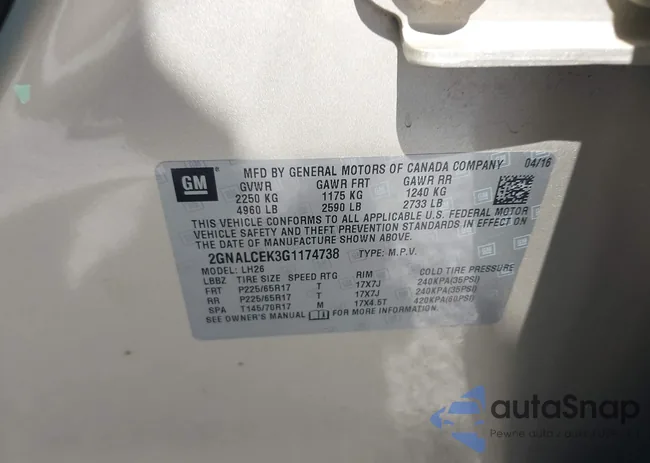 GM
MFD BY GENERAL MOTORS OF CANADA COMPANY 04/16
GVWR GAWR FRT GAWR RR
2250 KG 1175 KG 1240 KG
4960 LB 2590 LB 2733 LB
THIS VEHICLE CONFORMS TO ALL APPLICABLE U.S. FEDERAL MOTOR
VEHICLE SAFETY AND THEFT PREVENTION STANDARDS IN EFFECT ON
THE DATE OF MANUFACTURE SHOWN ABOVE.
2GNALCEK3G1174738 TYPE: M.P.V.
MODEL: LH26
LBBZ TIRE SIZE SPEED RTG RIM COLD TIRE PRESSURE
FRT P225/65R17 T 17X7J 240KPA(35PSI)
RR P225/65R17 T 17X7J 240KPA(35PSI)
SPA T145/70R17 M 17X4.5T 420KPA(60PSI)
SEE OWNER'S MANUAL FOR MORE INFORMATION
autaSnap
Pewne auta z